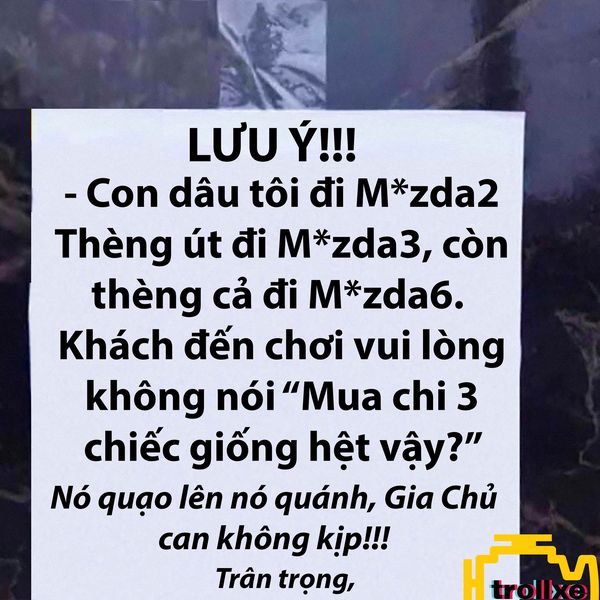 LƯU Ý!!!
- Con dâu tôi đi M*zda2
Thèng út đi M*zda3, còn
thèng cả đi M*zda6.
Khách đến chơi vui lòng
không nói “Mua chi 3
chiếc giống hệt vậy?”
Nó quạo lên nó quánh, Gia Chủ
can không kịp!!!
Trân trọng,
trollxe